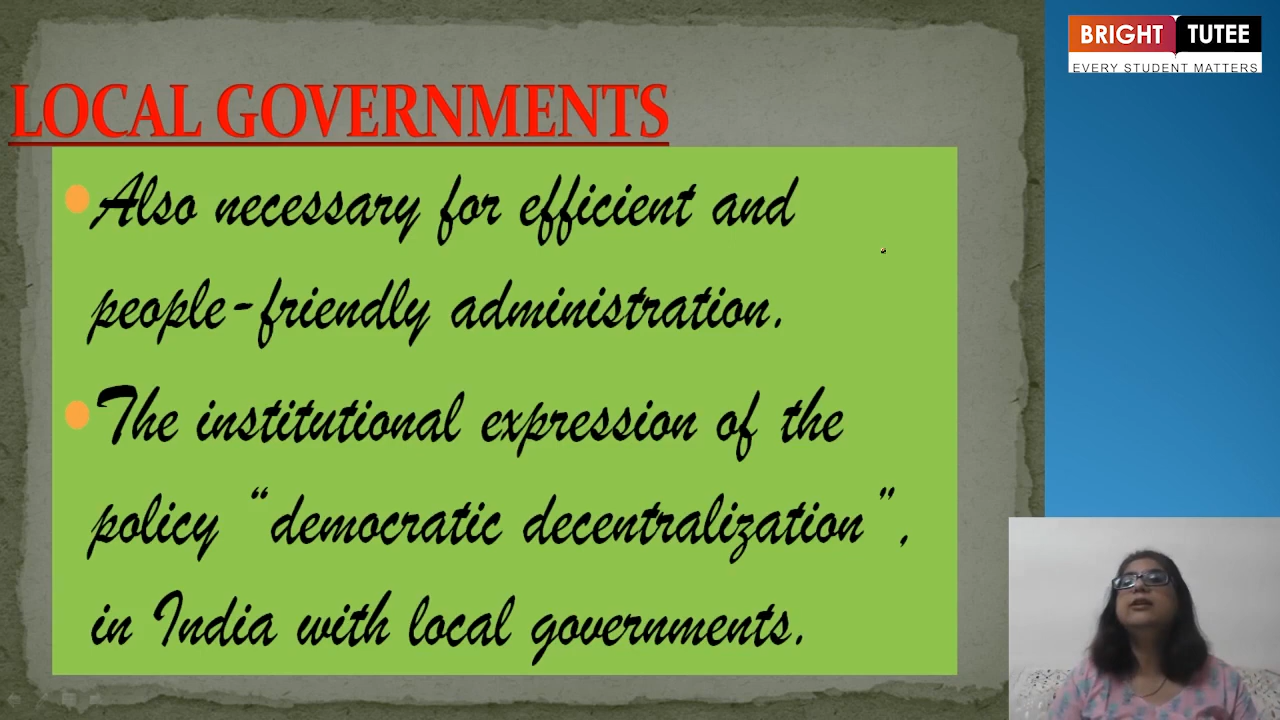 BRIGHT TUTEE
EVERY STUDENT MATTERS
LOCAL GOVERNMENTS
Also necessary for efficient and
people-friendly administration.
The institutional expression of the
policy “democratic decentralization”,
in India with local governments.